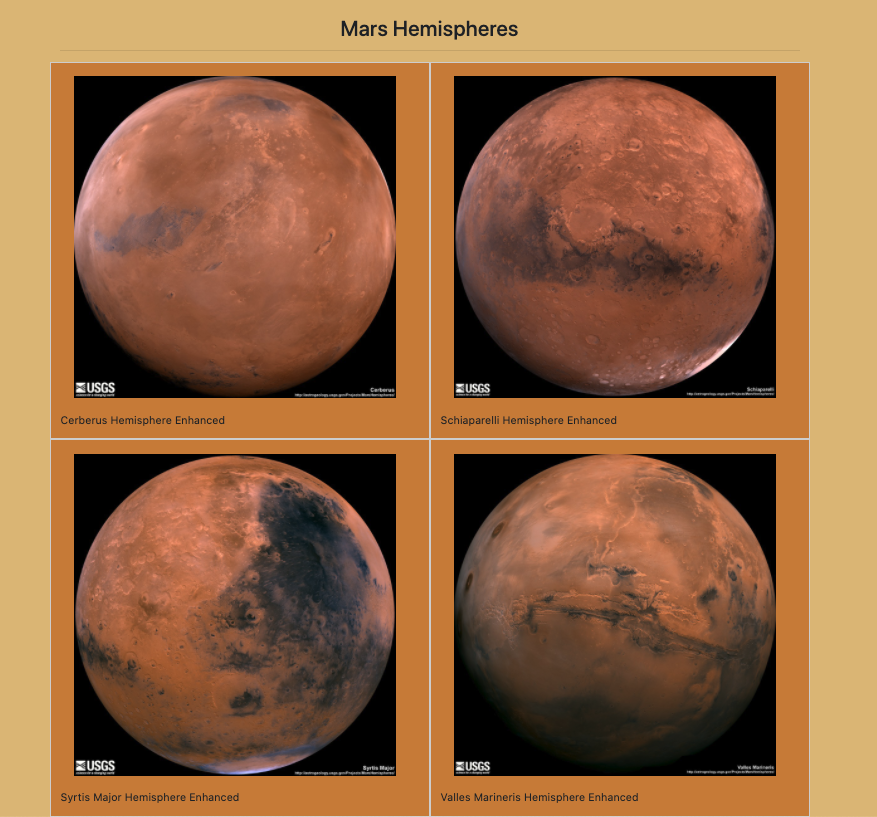 Mars Hemispheres
USGS
Cerberus
Cerberus Hemisphere Enhanced
USGS
Schiaparelli
Schiaparelli Hemisphere Enhanced
USGS
Syrtis Major
Syrtis Major Hemisphere Enhanced
USGS
Valles Marineris
Valles Marineris Hemisphere Enhanced